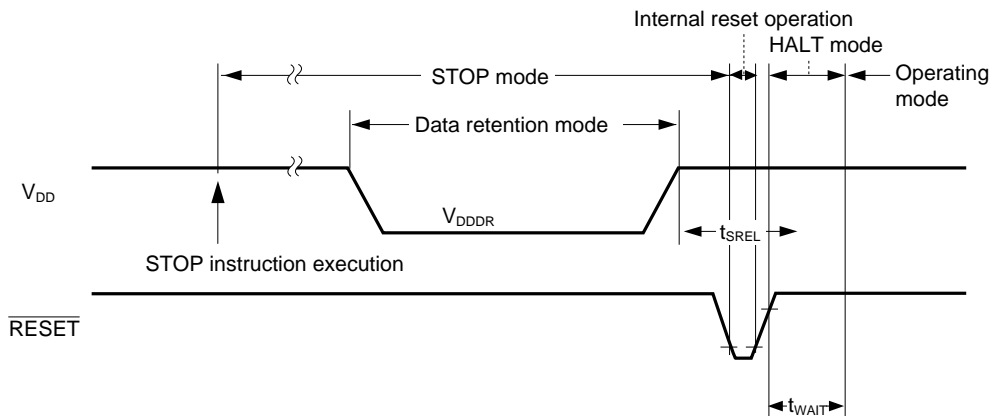 Internal reset operation
HALT mode
STOP mode
Operating
mode
Data retention mode
VDD
VDDDR
tSREL
STOP instruction execution
RESET
tWAIT